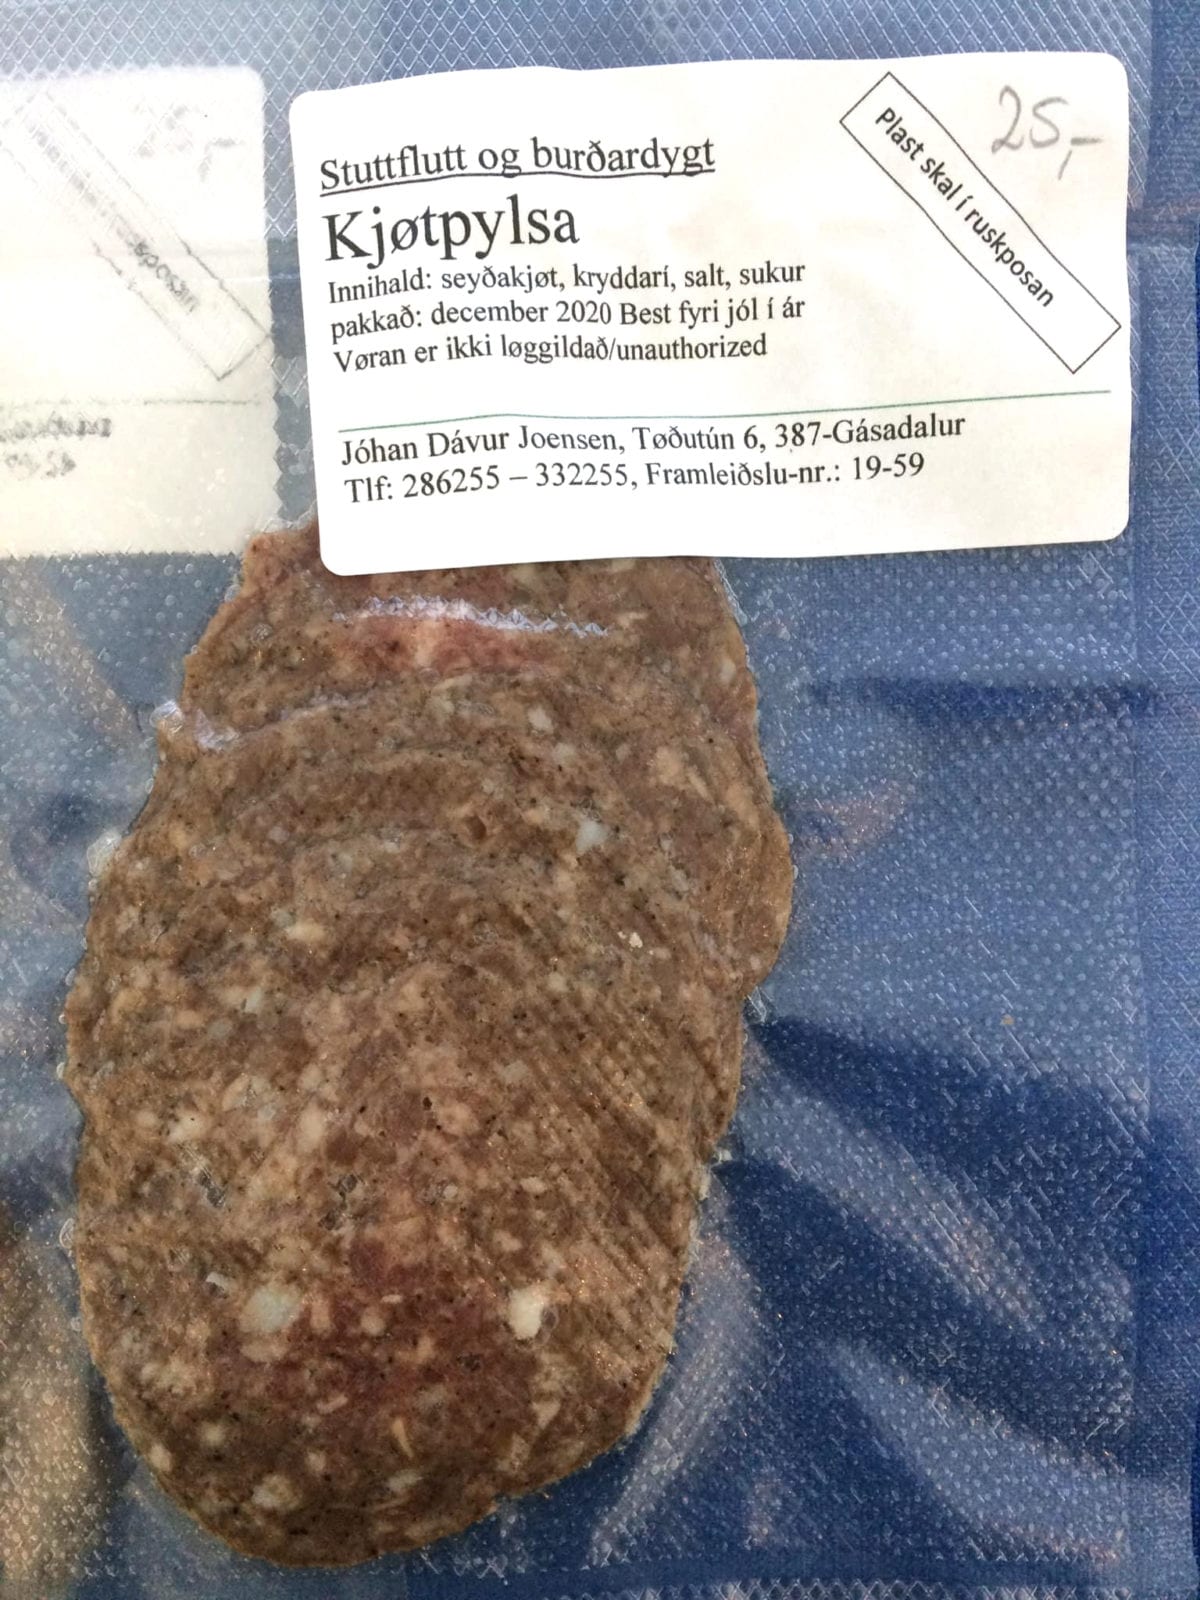 25,-
Plast skal í ruskposan
Stuttflutt og burðardygt
Kjøtpylsa
Innihald: seyðakjøt, kryddarí, salt, sukur
pakkað: december 2020 Best fyri jól í ár
Vøran er ikki løggildað/unauthorized
Jóhan Dávur Joensen, Tøðutún 6, 387-Gásadalur
Tlf: 286255 – 332255, Framleiðslu-nr.: 19-59